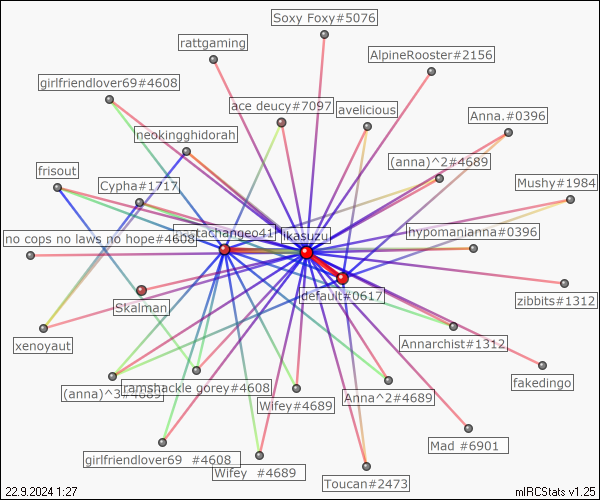 Soxy Foxy#5076
rattgaming
AlpineRooster#2156
girlfriendlover69#4608
ace deucy#7097
avelicious
Anna.#0396
neokingghidorah
(anna)^2#4689
frisout
Cypha#1717
Mushy#1984
hypomanianna#0396
likasuzu
no cops no laws no hope#4608
default#0617
Skalman
zibbits#1312
xenoyaut
Annarchist#1312
fakedingo
ramshackle gorey#4608
(anna)^3#4689
Wifey#4689
Anna^2#4689
Mad #6901
girlfriendlover69 #4608
Wifey #4689
Toucan#2473
22.9.2024 1:27
mIRCStats v1.25